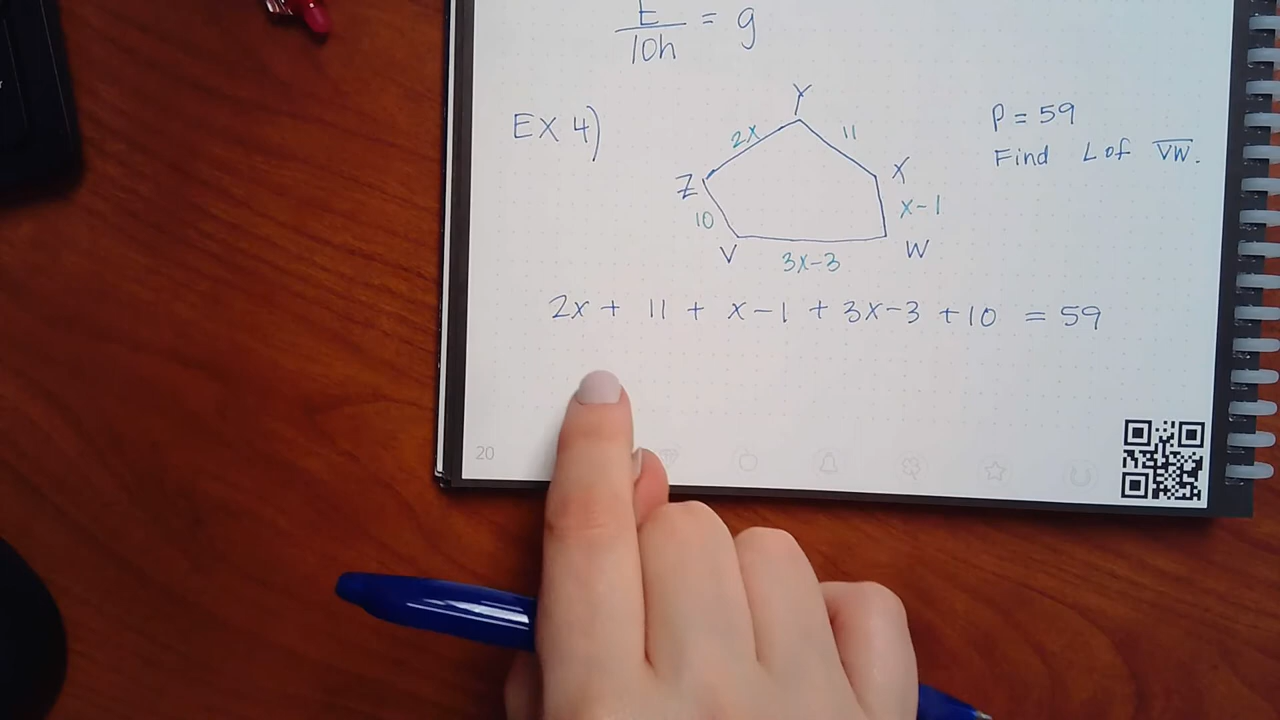 E
10h = g
EX 4)
Y
2x
11
P = 59
Find L of VW.
Z
X
10
x-1
V
3x-3
W
2x + 11 + x-1 + 3x-3 +10 = 59
20